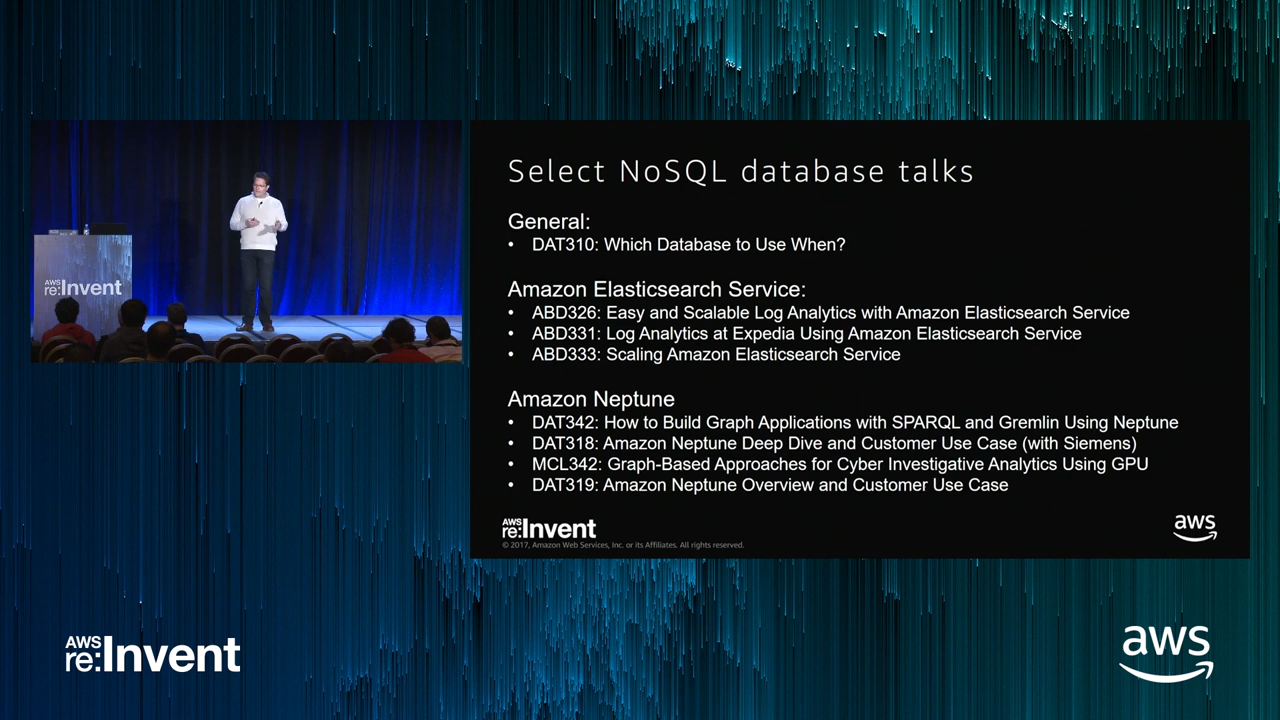 Select NoSQL database talks
General:
• DAT310: Which Database to Use When?
Amazon Elasticsearch Service:
• ABD326: Easy and Scalable Log Analytics with Amazon Elasticsearch Service
• ABD331: Log Analytics at Expedia Using Amazon Elasticsearch Service
• ABD333: Scaling Amazon Elasticsearch Service
Amazon Neptune
• DAT342: How to Build Graph Applications with SPARQL and Gremlin Using Neptune
• DAT318: Amazon Neptune Deep Dive and Customer Use Case (with Siemens)
• MCL342: Graph-Based Approaches for Cyber Investigative Analytics Using GPU
• DAT319: Amazon Neptune Overview and Customer Use Case
AWS
re:Invent
© 2017, Amazon Web Services, Inc. or its Affiliates. All rights reserved.
aws
AWS
re:Invent
AWS
re:Invent
aws